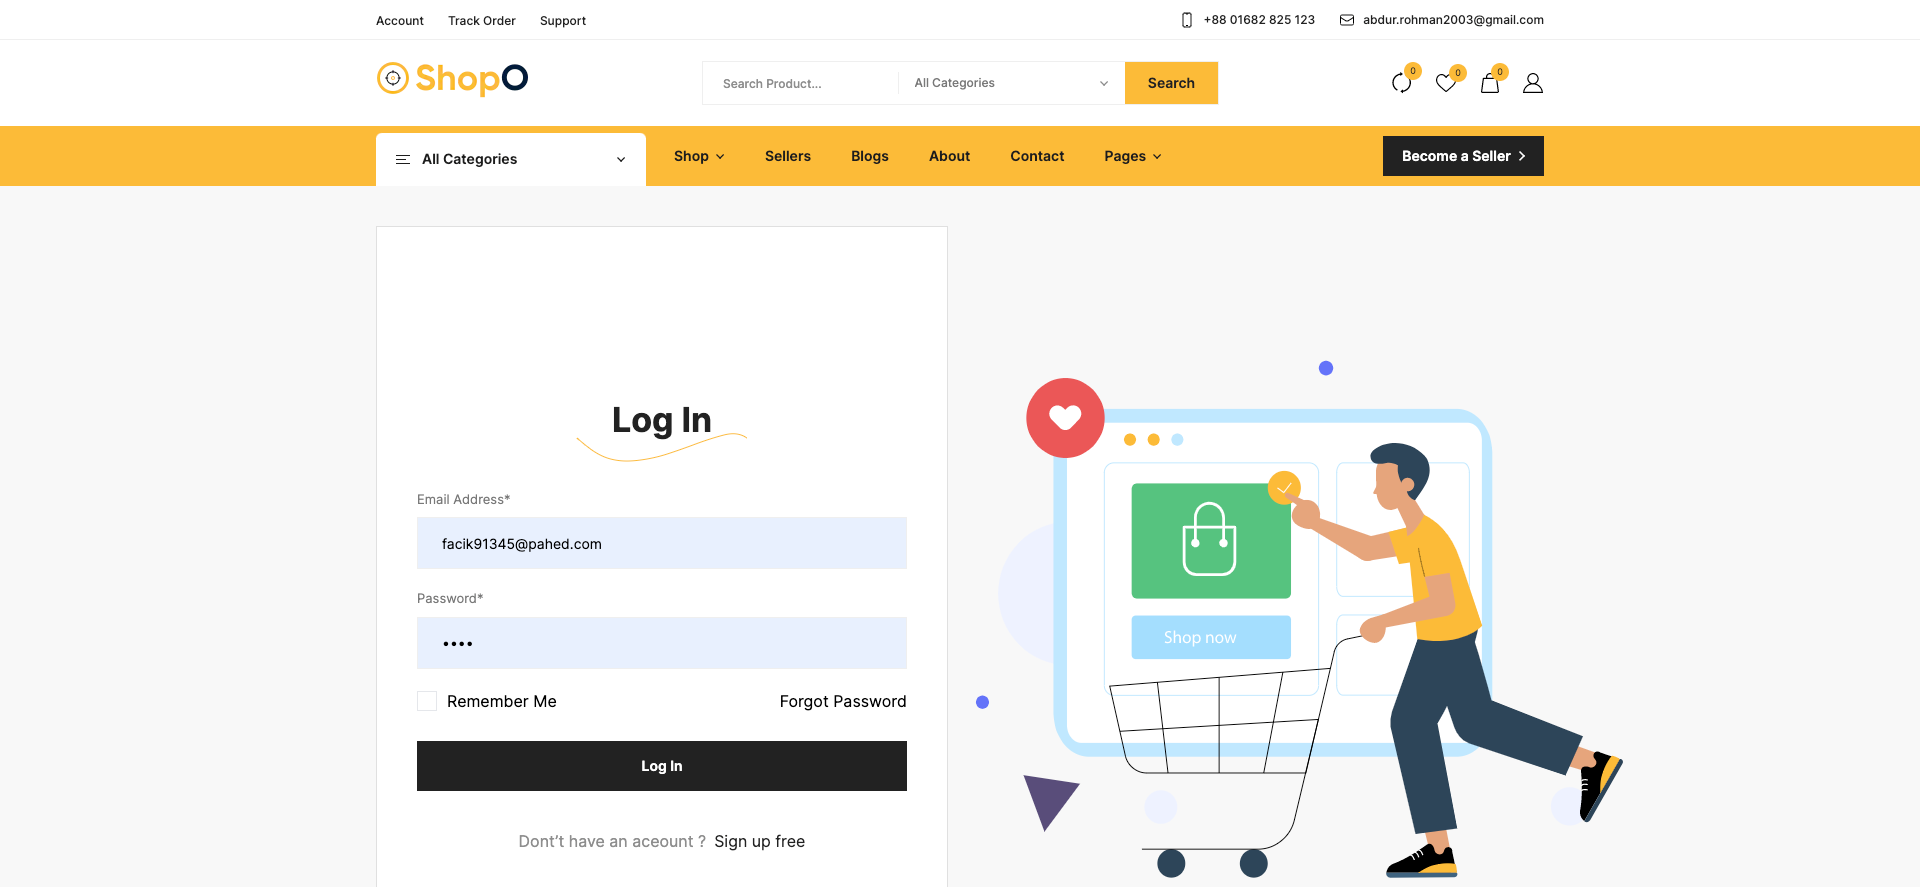 Account Track Order Support +88 01682 825 123 abdur.rohman2003@gmail.com
ShopO Search Product... All Categories Search 0 0 0
All Categories Shop Sellers Blogs About Contact Pages Become a Seller
Log In
Email Address*
facik91345@pahed.com
Password*
••••
Remember Me Forgot Password
Log In
Dont't have an aceount ? Sign up free
Shop now